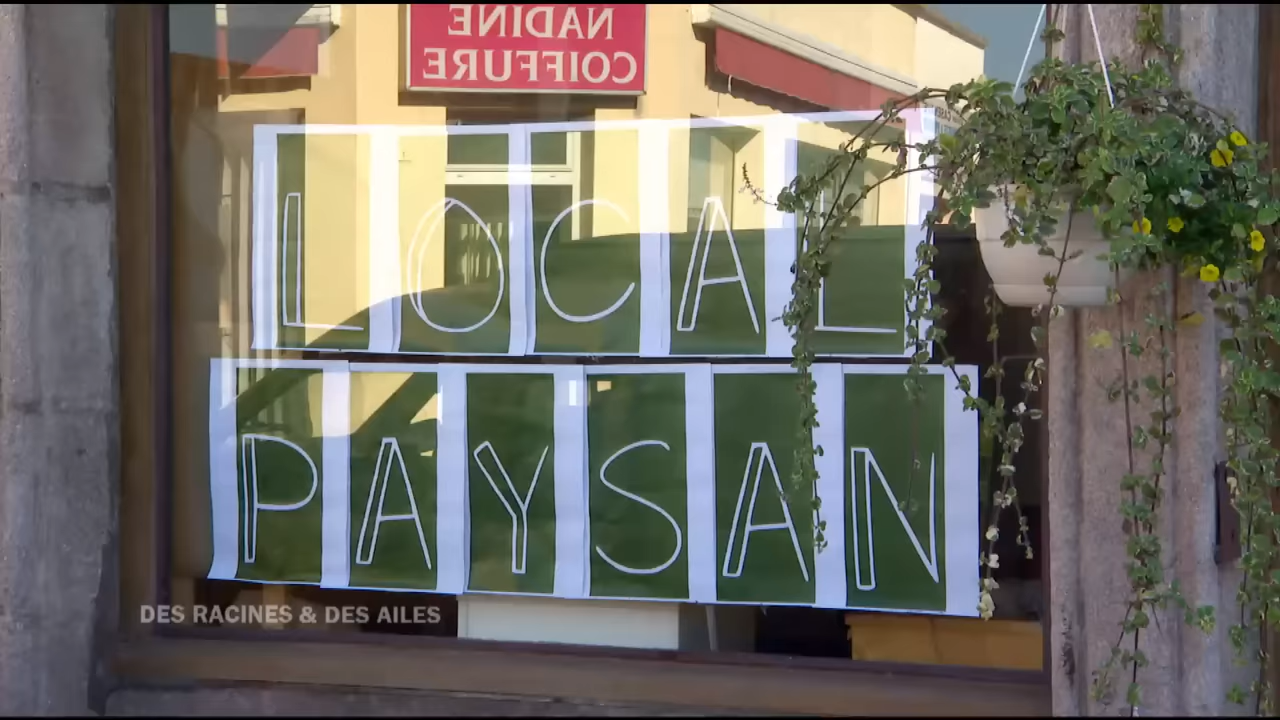 NADINE
COIFFURE
LOCAL
PAYSAN
DES RACINES & DES AILES